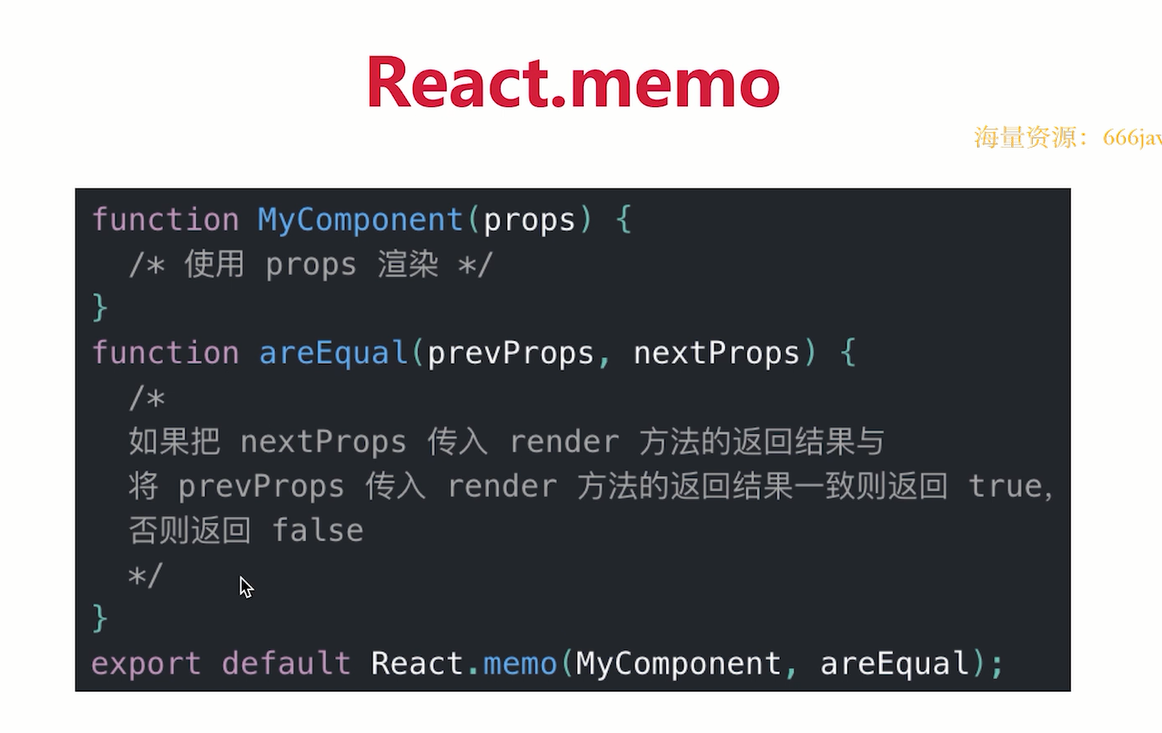 React.memo
海量资源：666jav
function MyComponent(props) {
/* 使用 props 渲染 */
}
function areEqual(prevProps, nextProps) {
/*
如果把 nextProps 传入 render 方法的返回结果与
将 prevProps 传入 render 方法的返回结果一致则返回 true,
否则返回 false
*/
}
export default React.memo(MyComponent, areEqual);